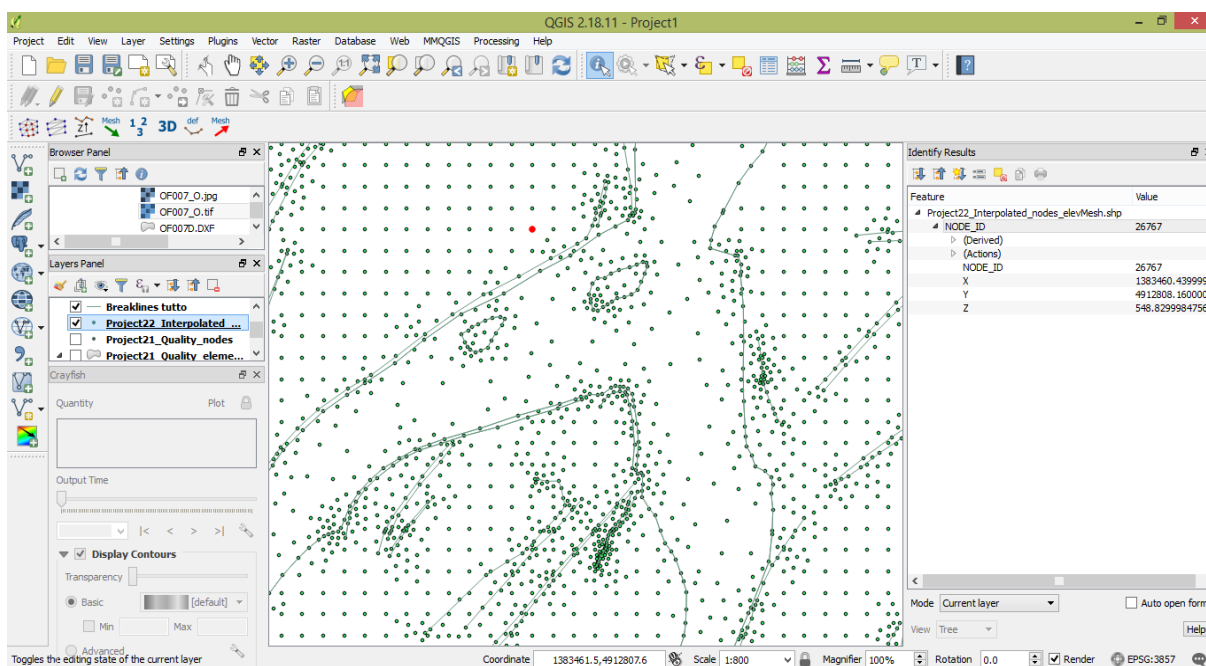 QGIS 2.18.11 - Project1
Project Edit View Layer Settings Plugins Vector Raster Database Web MMQGIS Processing Help
Mesh 1 2 3 3D def Mesh
Browser Panel
OF007_O.jpg
OF007_O.tif
OF007D.DXF
Layers Panel
Breaklines tutto
Project22_Interpolated_...
Project21_Quality_nodes
Project21_Quality_eleme...
Crayfish
Quantity Plot
Output Time
|< < > >|
Display Contours
Transparency
Basic [default]
Min Max
Advanced
Identify Results
Feature Value
Project22_Interpolated_nodes_elevMesh.shp
NODE_ID 26767
(Derived)
(Actions)
NODE_ID 26767
X 1383460.439999
Y 4912808.16000
Z 548.8299984756
Mode Current layer Auto open form
View Tree Help
Toggles the editing state of the current layer Coordinate 1383461.5,4912807.6 Scale 1:800 Magnifier 100% Rotation 0.0 Render EPSG:3857